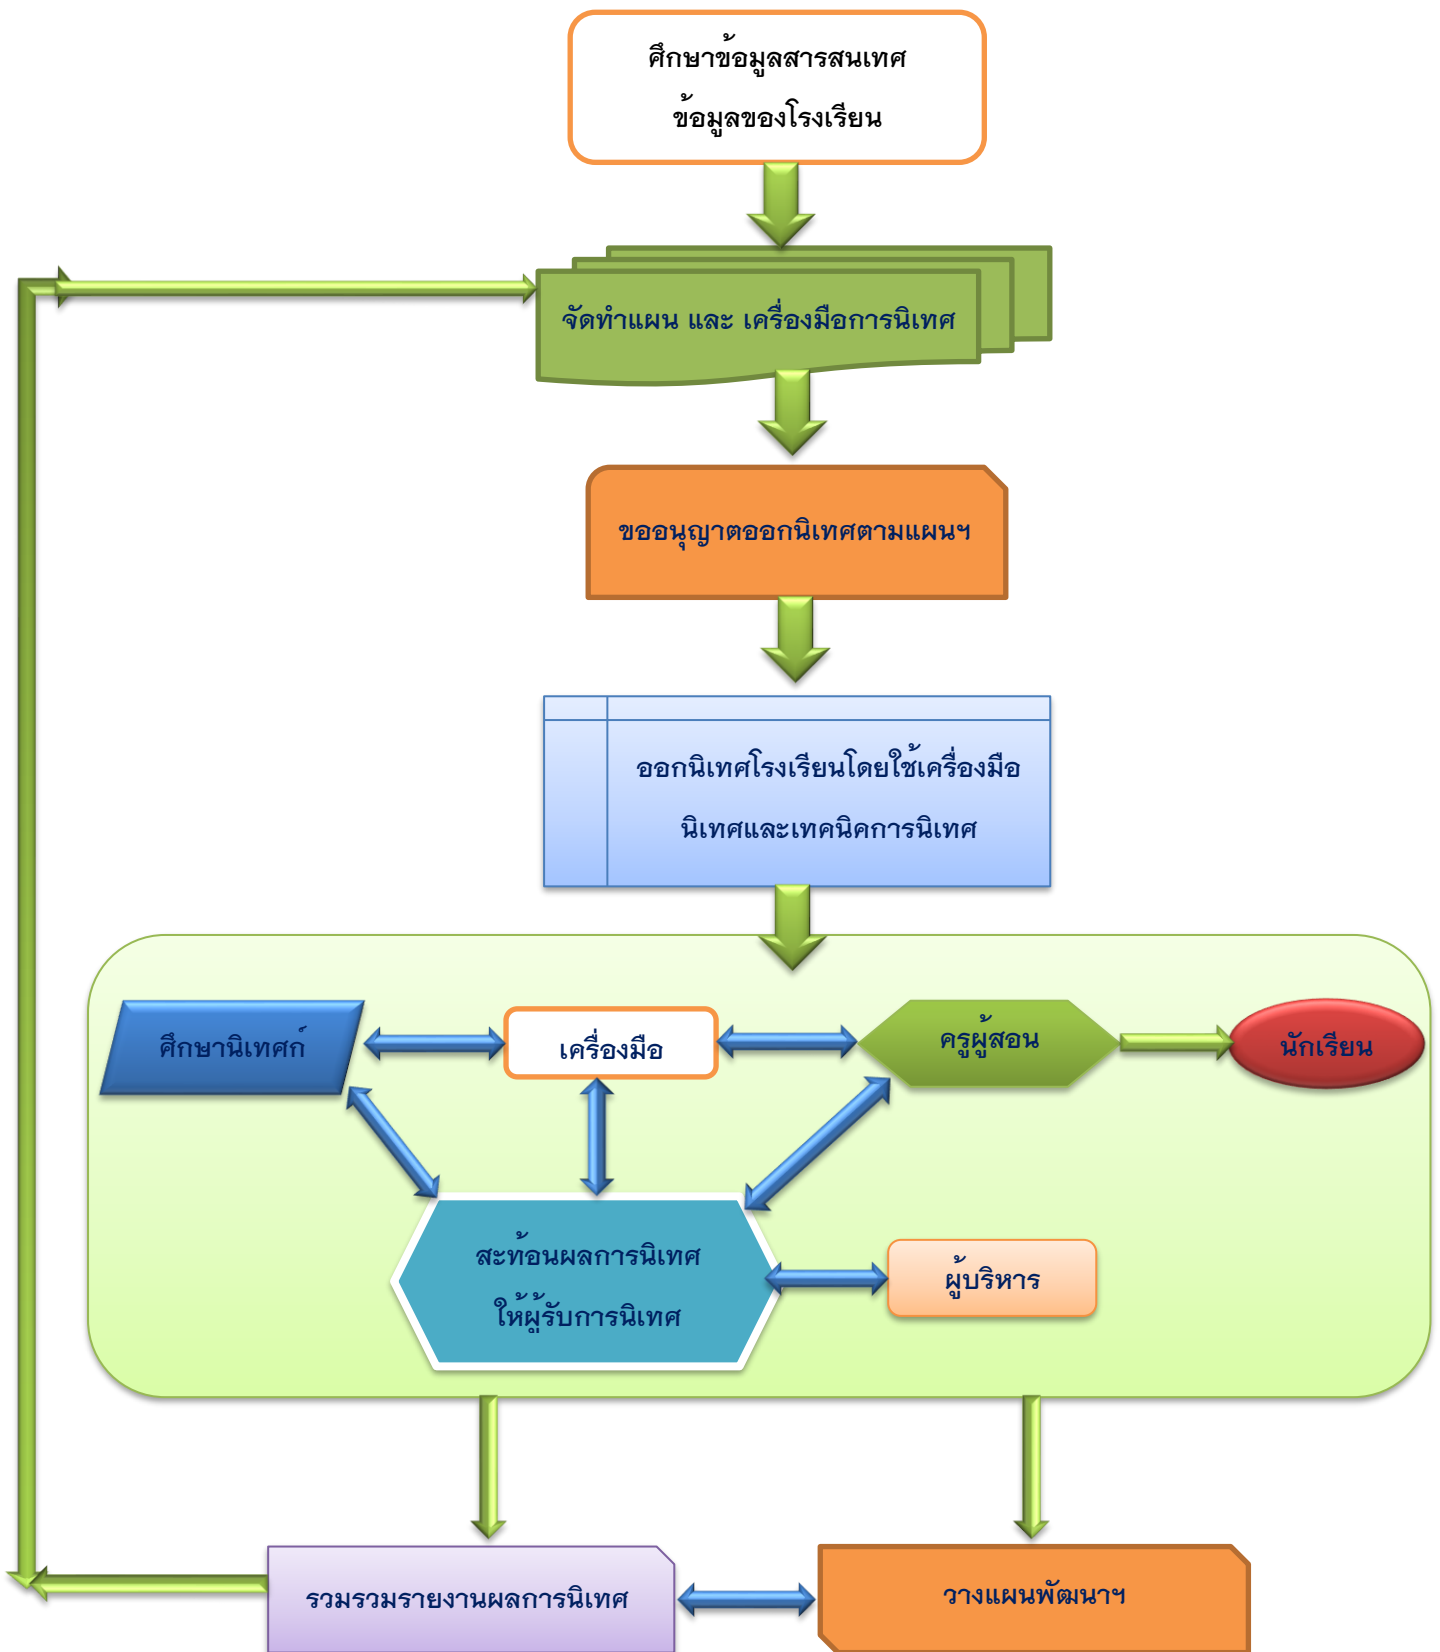 ศึกษาข้อมูลสารสนเทศ
ข้อมูลของโรงเรียน
จัดทำแผน และ เครื่องมือการนิเทศ
ขออนุญาตออกนิเทศตามแผนฯ
ออกนิเทศโรงเรียนโดยใช้เครื่องมือ
นิเทศและเทคนิคการนิเทศ
ศึกษานิเทศก์
เครื่องมือ
ครูผู้สอน
นักเรียน
สะท้อนผลการนิเทศ
ให้ผู้รับการนิเทศ
ผู้บริหาร
รวมรวมรายงานผลการนิเทศ
วางแผนพัฒนาฯ